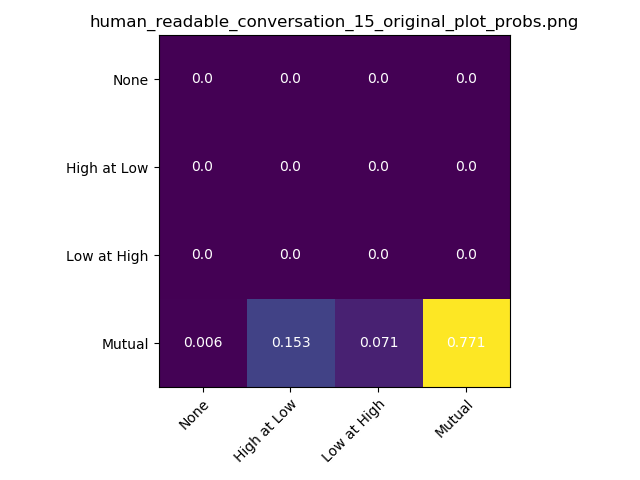 human_readable_conversation_15_original_plot_probs.png
None 0.0 0.0 0.0 0.0
High at Low 0.0 0.0 0.0 0.0
Low at High 0.0 0.0 0.0 0.0
Mutual 0.006 0.153 0.071 0.771
None High at Low Low at High Mutual